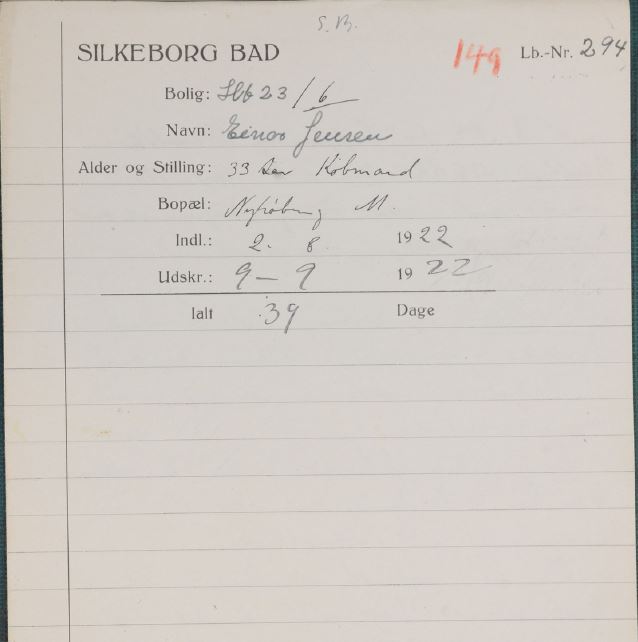 S. B.
SILKEBORG BAD 149 Lb.-Nr. 294
Bolig: Hb 23/6
Navn: Einar Jensen
Alder og Stilling: 33 Aar Købmand
Bopæl: Nykøbing M.
Indl.: 2. 8 1922
Udskr.: 9 — 9 1922
Ialt 39 Dage